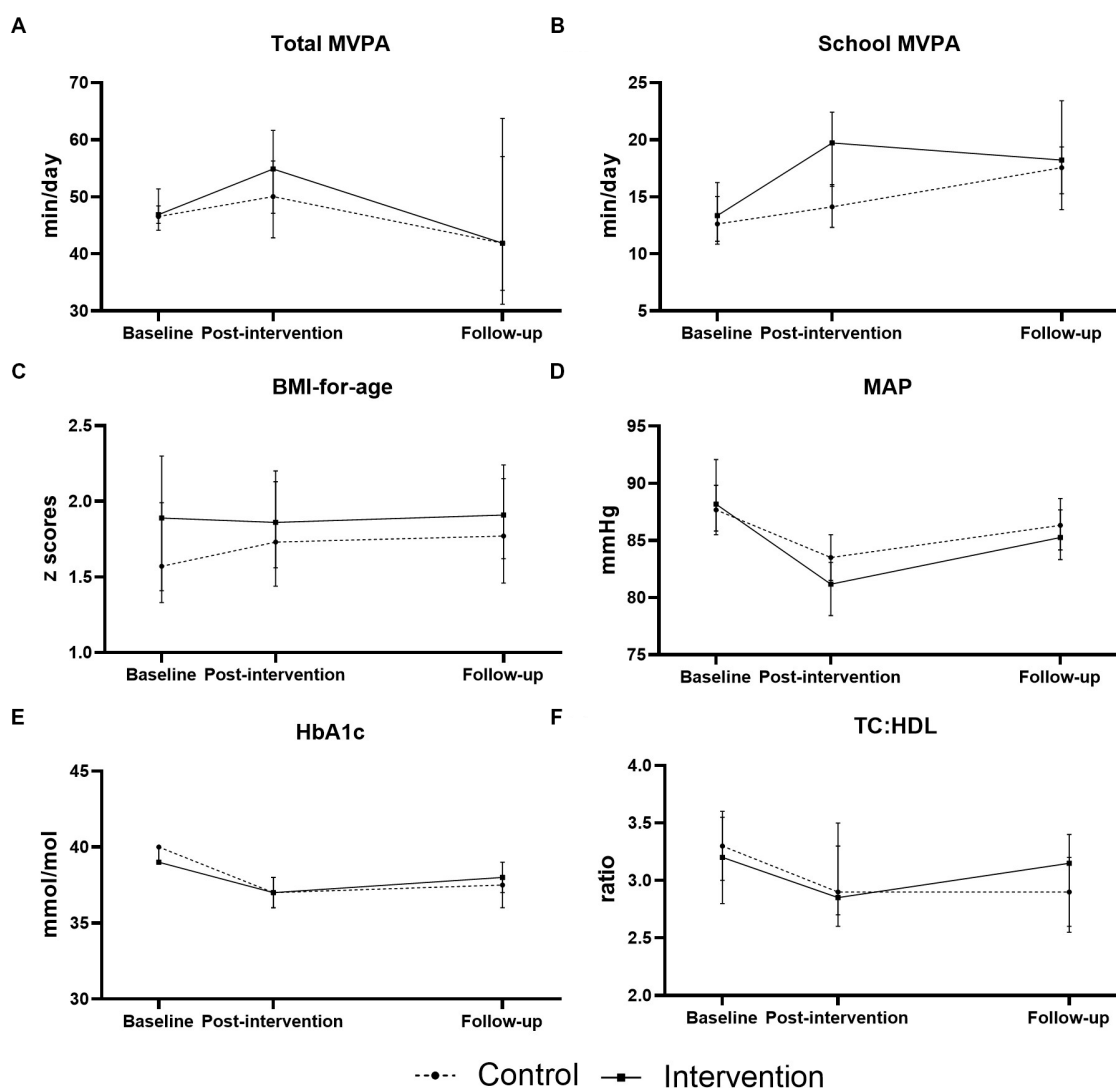 A
Total MVPA
min/day
70
60
50
40
30
Baseline Post-intervention Follow-up
B
School MVPA
min/day
25
20
15
10
5
Baseline Post-intervention Follow-up
C
BMI-for-age
z scores
2.5
2.0
1.5
1.0
Baseline Post-intervention Follow-up
D
MAP
mmHg
95
90
85
80
75
Baseline Post-intervention Follow-up
E
HbA1c
mmol/mol
45
40
35
30
Baseline Post-intervention Follow-up
F
TC:HDL
ratio
4.0
3.5
3.0
2.5
2.0
Baseline Post-intervention Follow-up
Control Intervention